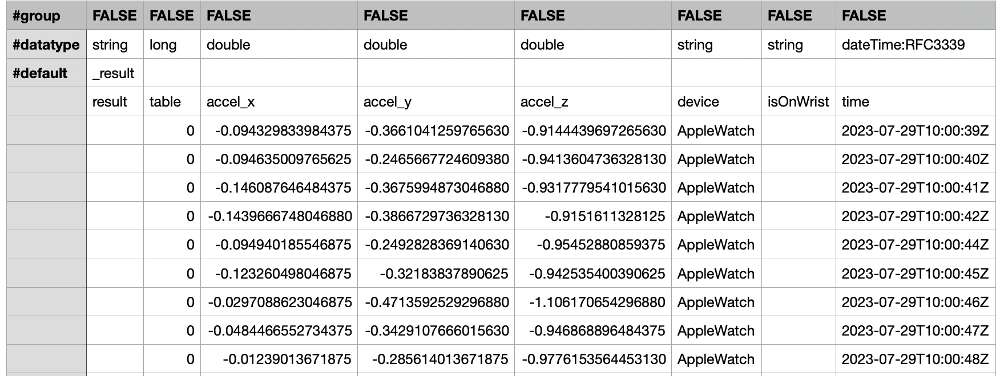 #group FALSE FALSE FALSE FALSE FALSE FALSE FALSE FALSE
#datatype string long double double double string string dateTime:RFC3339
#default _result
result table accel_x accel_y accel_z device isOnWrist time
0 -0.094329833984375 -0.3661041259765630 -0.9144439697265630 AppleWatch 2023-07-29T10:00:39Z
0 -0.094635009765625 -0.2465667724609380 -0.9413604736328130 AppleWatch 2023-07-29T10:00:40Z
0 -0.146087646484375 -0.3675994873046880 -0.9317779541015630 AppleWatch 2023-07-29T10:00:41Z
0 -0.1439666748046880 -0.3866729736328130 -0.9151611328125 AppleWatch 2023-07-29T10:00:42Z
0 -0.094940185546875 -0.2492828369140630 -0.95452880859375 AppleWatch 2023-07-29T10:00:44Z
0 -0.123260498046875 -0.32183837890625 -0.942535400390625 AppleWatch 2023-07-29T10:00:45Z
0 -0.0297088623046875 -0.4713592529296880 -1.106170654296880 AppleWatch 2023-07-29T10:00:46Z
0 -0.0484466552734375 -0.3429107666015630 -0.946868896484375 AppleWatch 2023-07-29T10:00:47Z
0 -0.01239013671875 -0.285614013671875 -0.9776153564453130 AppleWatch 2023-07-29T10:00:48Z